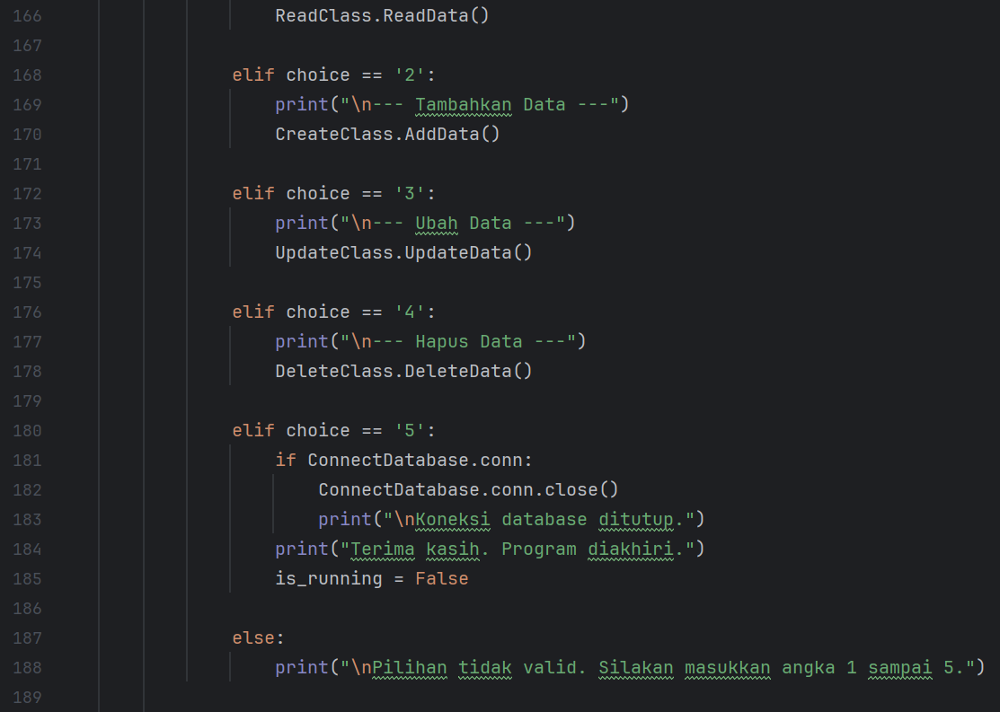 166 ReadClass.ReadData()
167
168 elif choice == '2':
169 print("\n--- Tambahkan Data ---")
170 CreateClass.AddData()
171
172 elif choice == '3':
173 print("\n--- Ubah Data ---")
174 UpdateClass.UpdateData()
175
176 elif choice == '4':
177 print("\n--- Hapus Data ---")
178 DeleteClass.DeleteData()
179
180 elif choice == '5':
181 if ConnectDatabase.conn:
182 ConnectDatabase.conn.close()
183 print("\nKoneksi database ditutup.")
184 print("Terima kasih. Program diakhiri.")
185 is_running = False
186
187 else:
188 print("\nPilihan tidak valid. Silakan masukkan angka 1 sampai 5.")
189